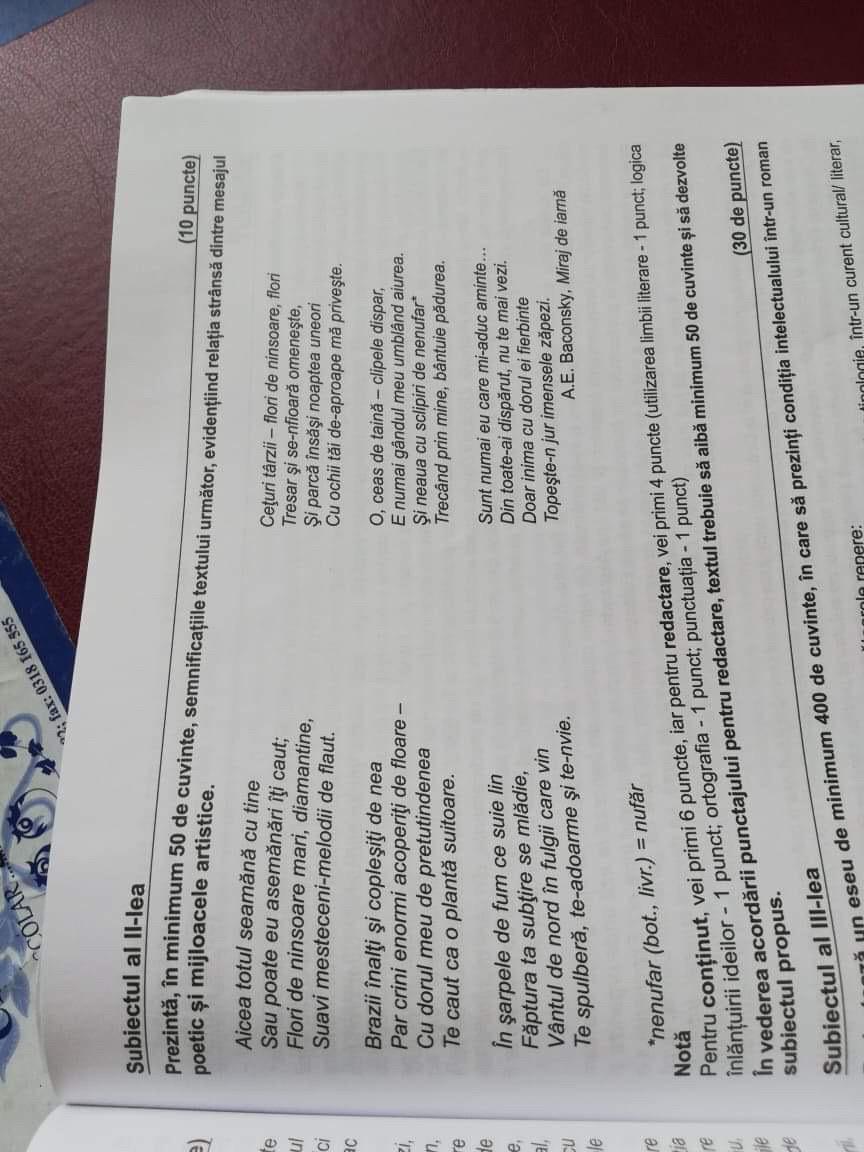 Subiectul al II-lea
Prezintă, în minimum 50 de cuvinte, semnificațiile textului următor, evidențiind relația strânsă dintre mesajul
poetic și mijloacele artistice. (10 puncte)
Aicea totul seamănă cu tine
Sau poate eu asemănări îţi caut;
Flori de ninsoare mari, diamantine,
Suavi mesteceni-melodii de flaut.
Brazii înalţi şi copleşiţi de nea
Par crini enormi acoperiţi de floare –
Cu dorul meu de pretutindenea
Te caut ca o plantă suitoare.
În şarpele de fum ce suie lin
Făptura ta subţire se mlădie,
Vântul de nord în fulgii care vin
Te spulberă, te-adoarme şi te-nvie.
Ceţuri târzii – flori de ninsoare, flori
Tresar şi se-nfioară omeneşte,
Şi parcă însăşi noaptea uneori
Cu ochii tăi de-aproape mă priveşte.
O, ceas de taină – clipele dispar,
E numai gândul meu umblând aiurea.
Şi neaua cu sclipiri de nenufar*
Trecând prin mine, bântuie pădurea.
Sunt numai eu care mi-aduc aminte...
Din toate-ai dispărut, nu te mai vezi.
Doar inima cu dorul ei fierbinte
Topeşte-n jur imensele zăpezi.
A.E. Baconsky, Miraj de iarnă
*nenufar (bot., livr.) = nufăr
Notă
Pentru conținut, vei primi 6 puncte, iar pentru redactare, vei primi 4 puncte (utilizarea limbii literare - 1 punct; logica
înlănțuirii ideilor - 1 punct; ortografia - 1 punct; punctuația - 1 punct)
În vederea acordării punctajului pentru redactare, textul trebuie să aibă minimum 50 de cuvinte și să dezvolte
subiectul propus.
Subiectul al III-lea (30 de puncte)
un eseu de minimum 400 de cuvinte, în care să prezinți condiția intelectualului într-un roman
repere:
într-un curent cultural/ literar,
fax: 0318 165 555